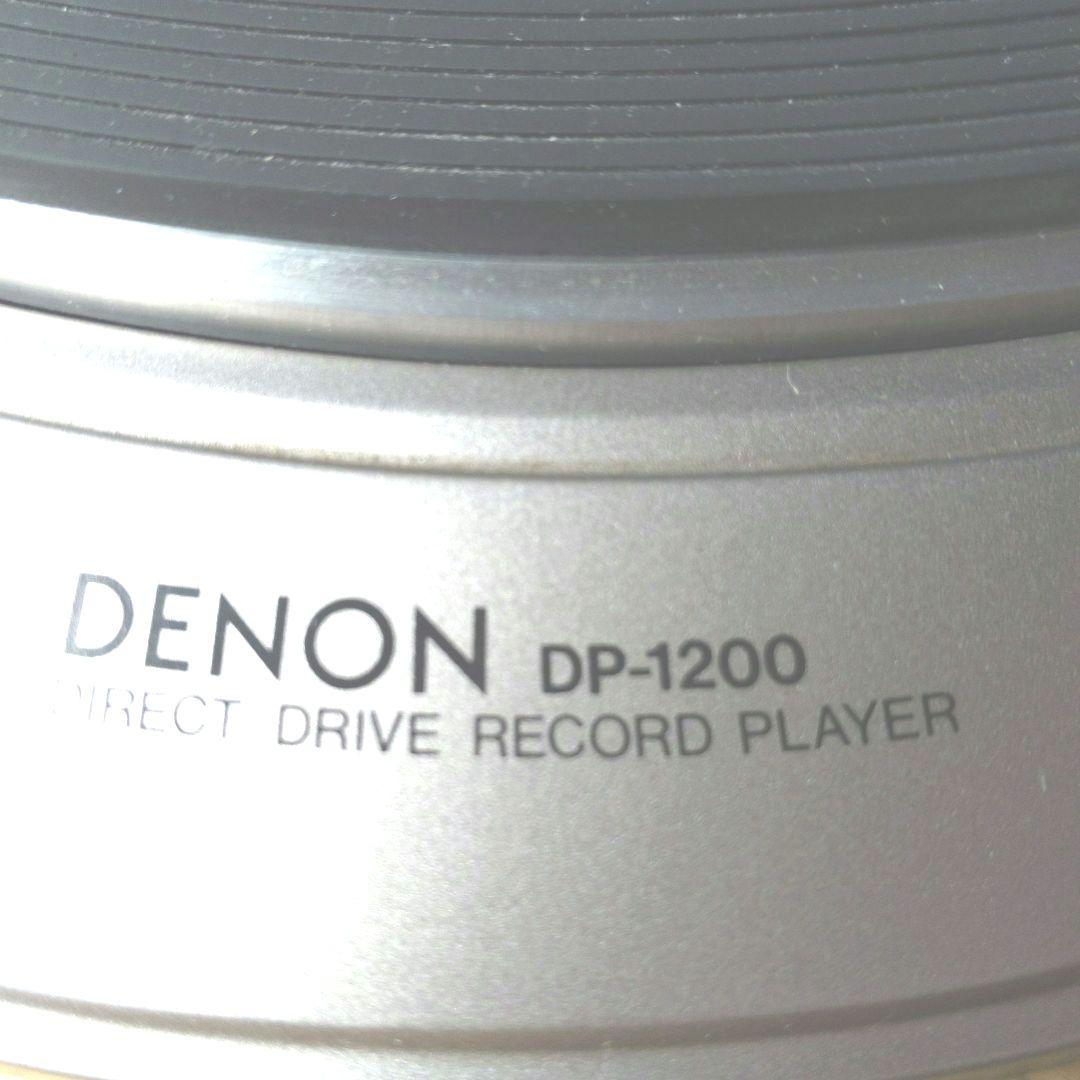 DENON DP-1200
DIRECT DRIVE RECORD PLAYER